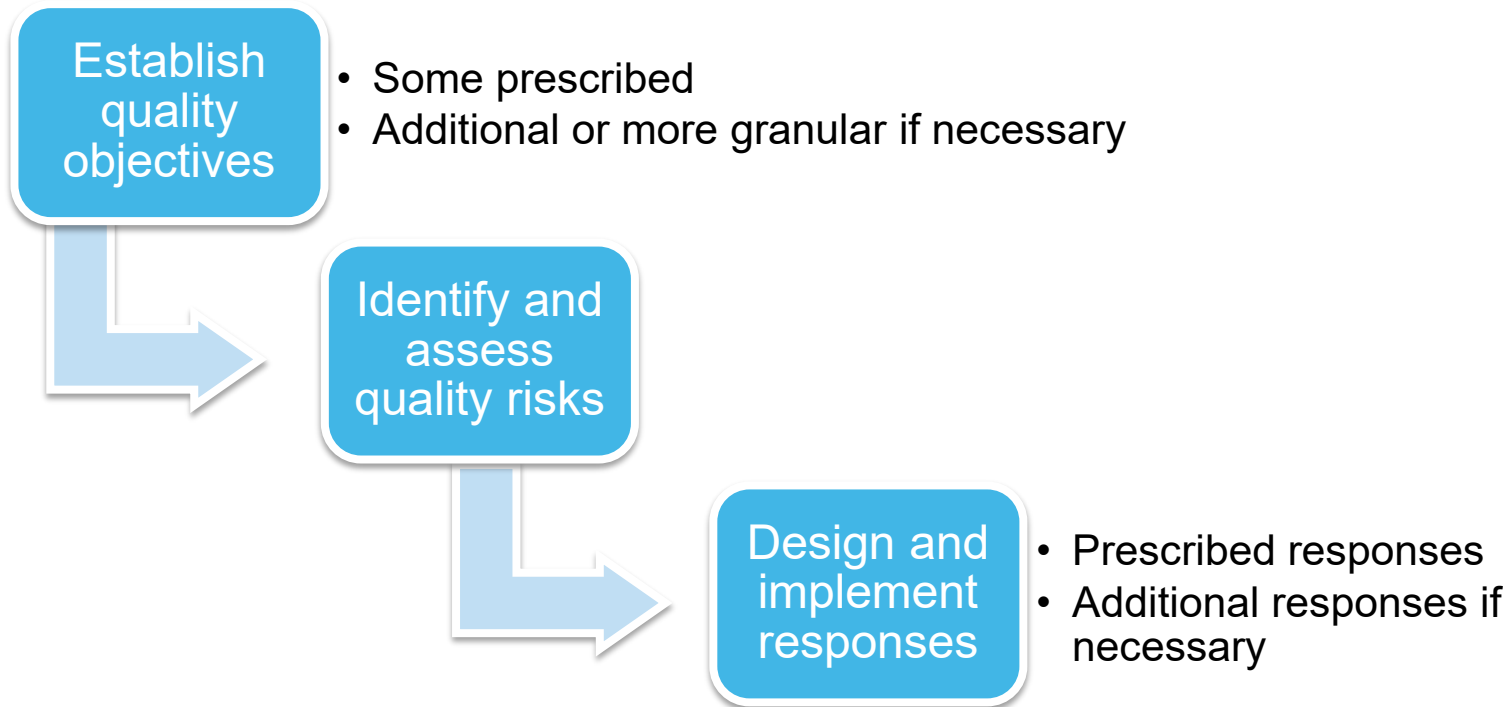 Establish
quality
objectives
• Some prescribed
• Additional or more granular if necessary
Identify and
assess
quality risks
Design and
implement
responses
• Prescribed responses
• Additional responses if
necessary